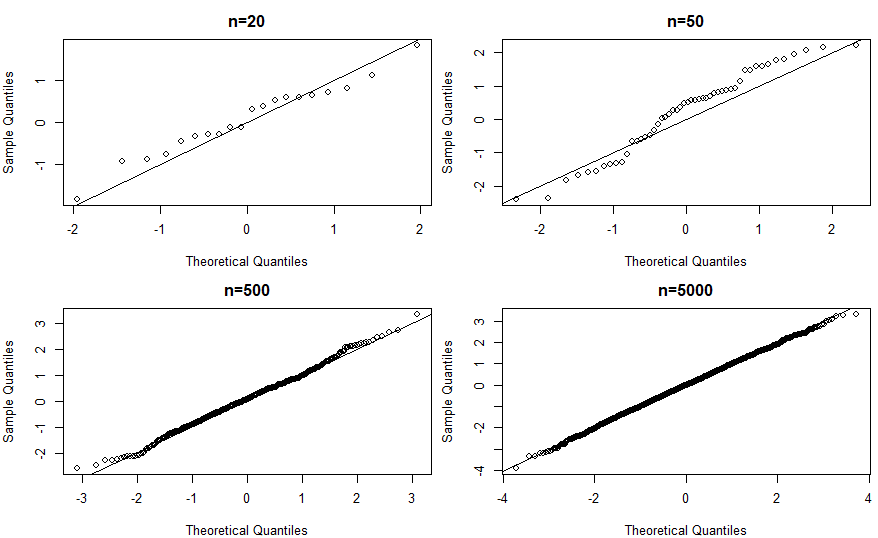 n=20
Sample Quantiles
1
0
-1
-2 -1 0 1 2
Theoretical Quantiles
n=50
Sample Quantiles
2
1
0
-1
-2
-2 -1 0 1 2
Theoretical Quantiles
n=500
Sample Quantiles
3
2
1
0
-1
-2
-3 -2 -1 0 1 2 3
Theoretical Quantiles
n=5000
Sample Quantiles
3
2
1
0
-2
-4
-4 -2 0 2 4
Theoretical Quantiles